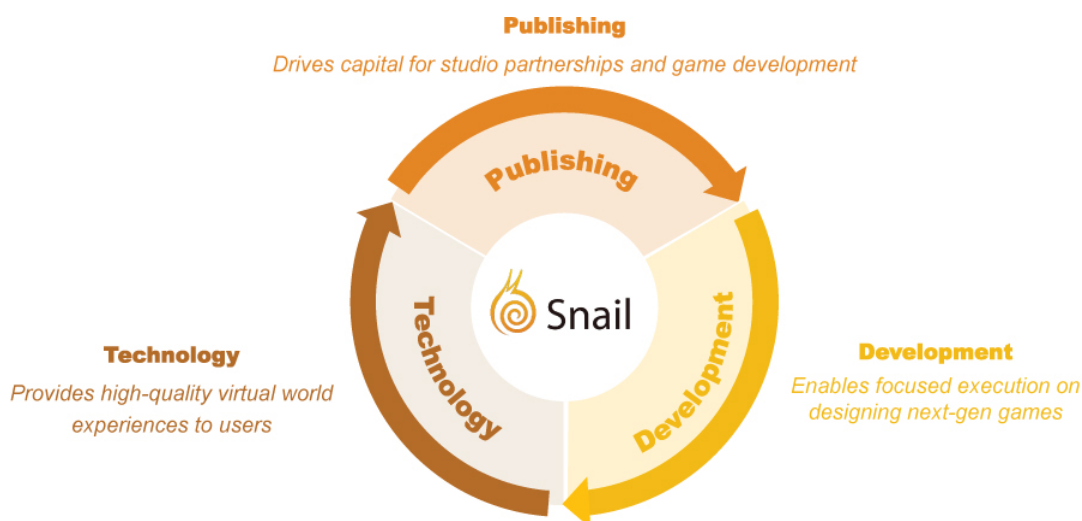 Publishing
Drives capital for studio partnerships and game development
Publishing
Technology
Snail
Development
Technology
Provides high-quality virtual world
experiences to users
Development
Enables focused execution on
designing next-gen games